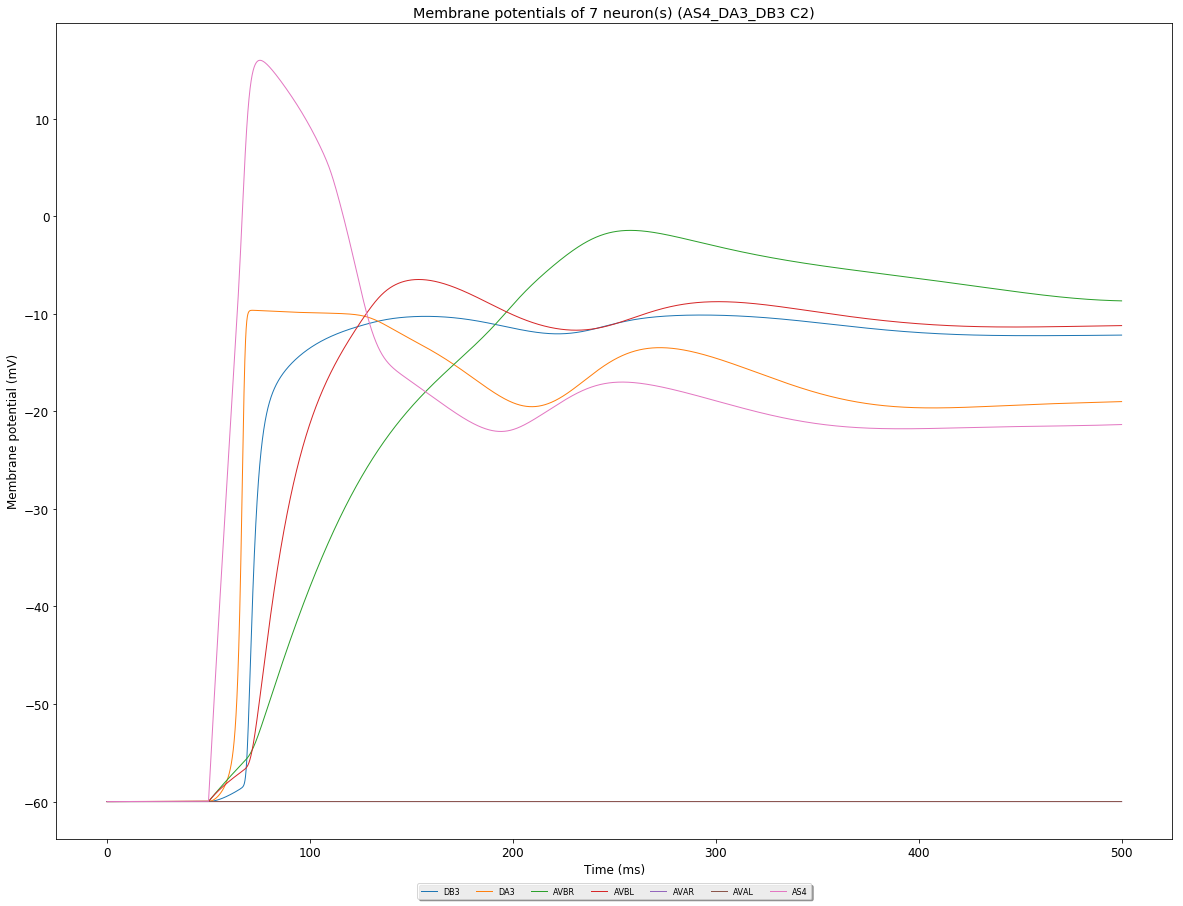 Membrane potentials of 7 neuron(s) (AS4_DA3_DB3 C2)
Membrane potential (mV)
10
0
−10
−20
−30
−40
−50
−60
0 100 200 300 400 500
Time (ms)
DB3 DA3 AVBR AVBL AVAR AVAL AS4